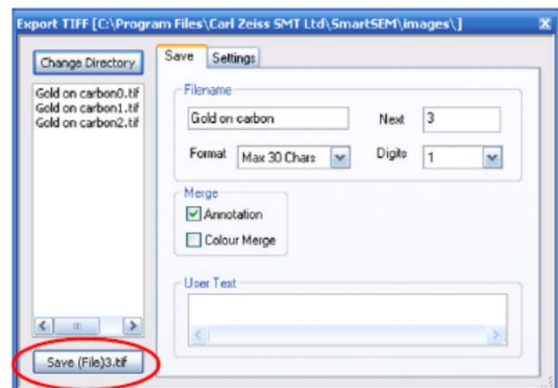 Export TIFF [C:\Program Files\Carl Zeiss SMT Ltd\SmartSEM\images\]
Change Directory
Gold on carbon0.tif
Gold on carbon1.tif
Gold on carbon2.tif
Save (File)3.tif
Save Settings
Filename
Gold on carbon Next 3
Format Max 30 Chars Digits 1
Merge
Annotation
Colour Merge
User Text